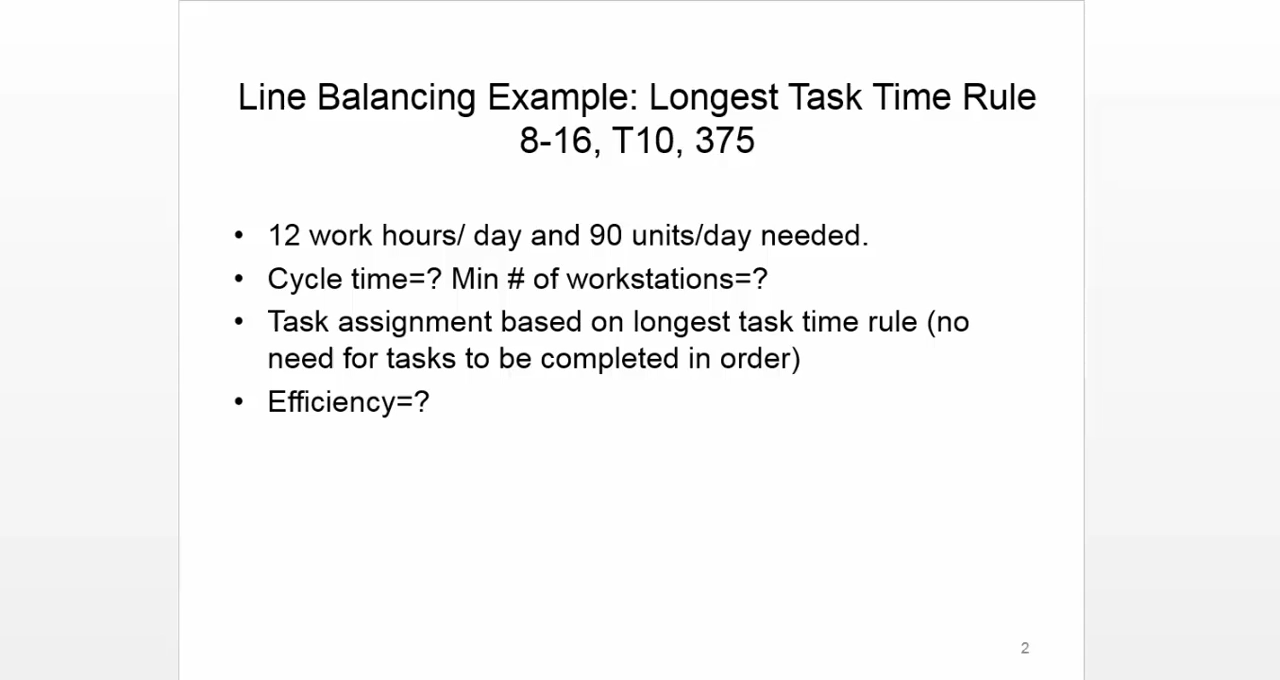 Line Balancing Example: Longest Task Time Rule
8-16, T10, 375
• 12 work hours/ day and 90 units/day needed.
• Cycle time=? Min # of workstations=?
• Task assignment based on longest task time rule (no
need for tasks to be completed in order)
• Efficiency=?
2